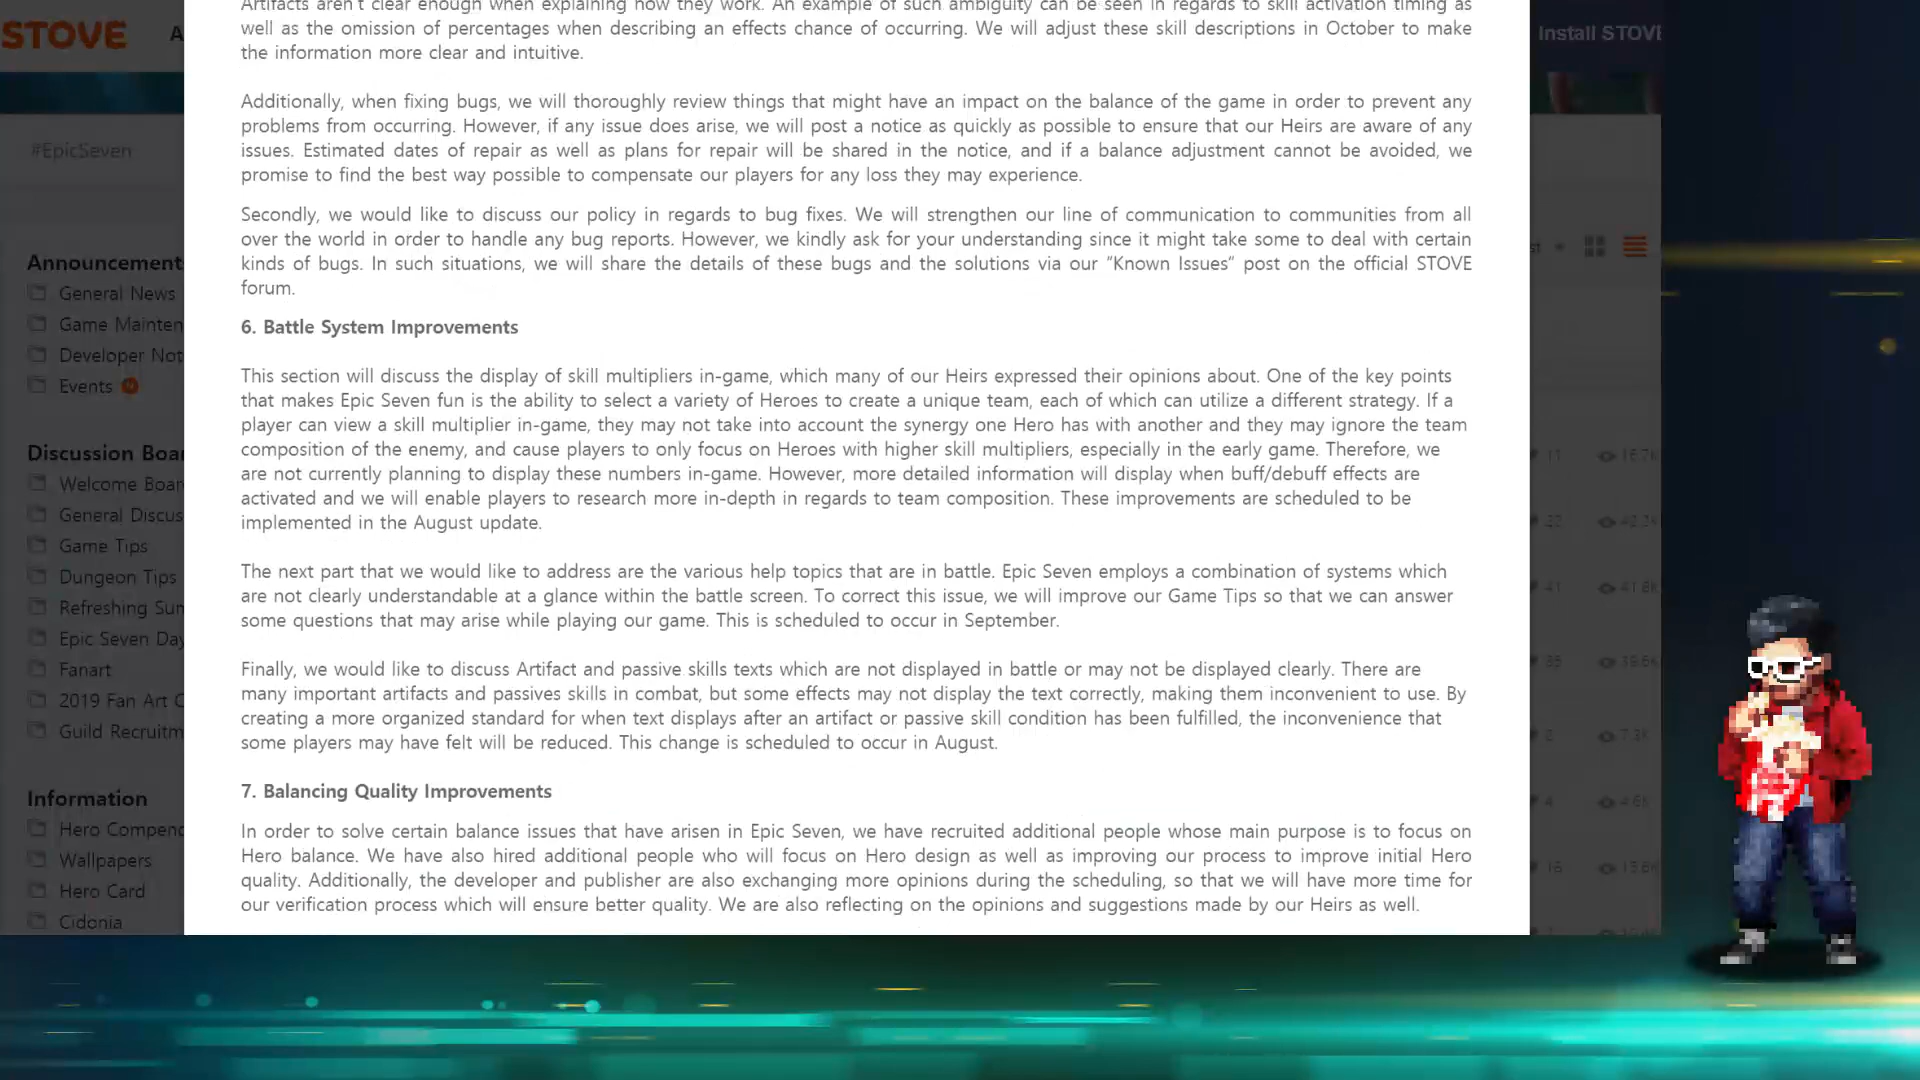 STOVE
A
Install STOVE
#EpicSeven
Announcement
General News
Game Mainten
Developer Not
Events
Discussion Boar
Welcome Boar
General Discus
Game Tips
Dungeon Tips
Refreshing Sum
Epic Seven Day
Fanart
2019 Fan Art C
Guild Recruitm
Information
Hero Compend
Wallpapers
Hero Card
Cidonia
Artifacts aren't clear enough when explaining how they work. An example of such ambiguity can be seen in regards to skill activation timing as
well as the omission of percentages when describing an effects chance of occurring. We will adjust these skill descriptions in October to make
the information more clear and intuitive.
Additionally, when fixing bugs, we will thoroughly review things that might have an impact on the balance of the game in order to prevent any
problems from occurring. However, if any issue does arise, we will post a notice as quickly as possible to ensure that our Heirs are aware of any
issues. Estimated dates of repair as well as plans for repair will be shared in the notice, and if a balance adjustment cannot be avoided, we
promise to find the best way possible to compensate our players for any loss they may experience.
Secondly, we would like to discuss our policy in regards to bug fixes. We will strengthen our line of communication to communities from all
over the world in order to handle any bug reports. However, we kindly ask for your understanding since it might take some to deal with certain
kinds of bugs. In such situations, we will share the details of these bugs and the solutions via our “Known Issues” post on the official STOVE
forum.
6. Battle System Improvements
This section will discuss the display of skill multipliers in-game, which many of our Heirs expressed their opinions about. One of the key points
that makes Epic Seven fun is the ability to select a variety of Heroes to create a unique team, each of which can utilize a different strategy. If a
player can view a skill multiplier in-game, they may not take into account the synergy one Hero has with another and they may ignore the team
composition of the enemy, and cause players to only focus on Heroes with higher skill multipliers, especially in the early game. Therefore, we
are not currently planning to display these numbers in-game. However, more detailed information will display when buff/debuff effects are
activated and we will enable players to research more in-depth in regards to team composition. These improvements are scheduled to be
implemented in the August update.
The next part that we would like to address are the various help topics that are in battle. Epic Seven employs a combination of systems which
are not clearly understandable at a glance within the battle screen. To correct this issue, we will improve our Game Tips so that we can answer
some questions that may arise while playing our game. This is scheduled to occur in September.
Finally, we would like to discuss Artifact and passive skills texts which are not displayed in battle or may not be displayed clearly. There are
many important artifacts and passives skills in combat, but some effects may not display the text correctly, making them inconvenient to use. By
creating a more organized standard for when text displays after an artifact or passive skill condition has been fulfilled, the inconvenience that
some players may have felt will be reduced. This change is scheduled to occur in August.
7. Balancing Quality Improvements
In order to solve certain balance issues that have arisen in Epic Seven, we have recruited additional people whose main purpose is to focus on
Hero balance. We have also hired additional people who will focus on Hero design as well as improving our process to improve initial Hero
quality. Additionally, the developer and publisher are also exchanging more opinions during the scheduling, so that we will have more time for
our verification process which will ensure better quality. We are also reflecting on the opinions and suggestions made by our Heirs as well.
st
11
22
41
35
2 7.3K
4 4.6K
16